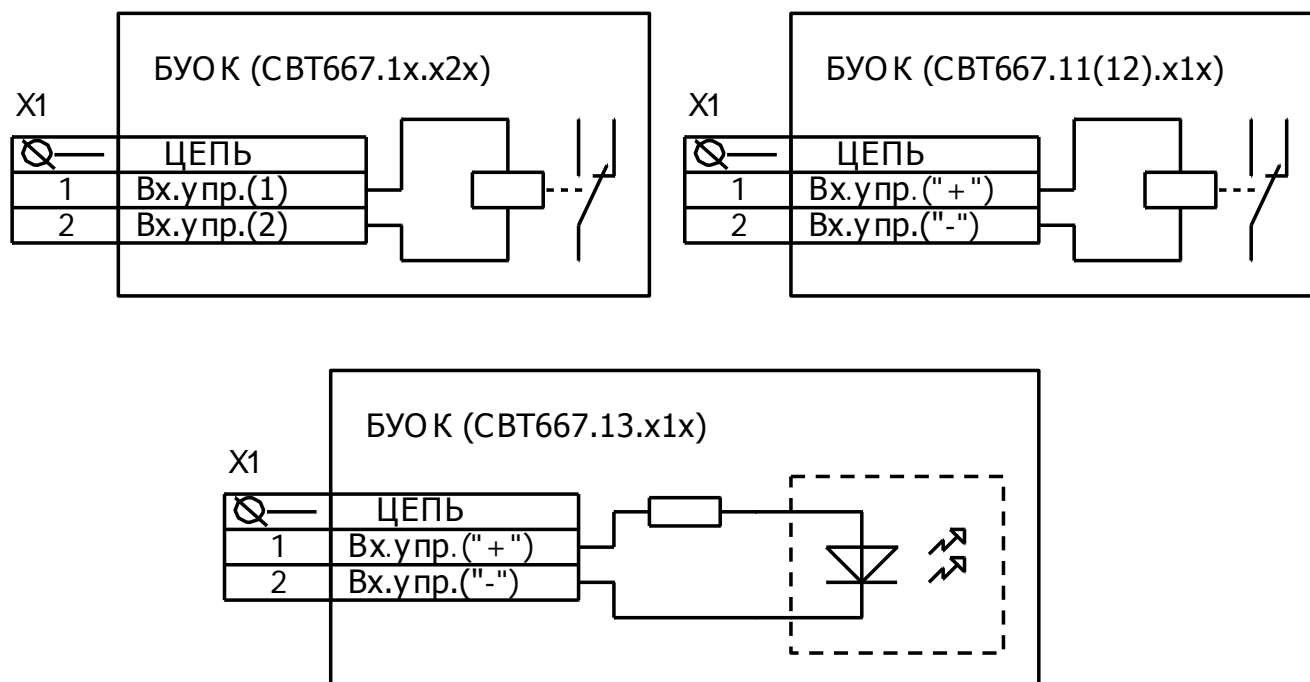 БУОК (СВТ667.1х.х2х)
X1
ЦЕПЬ
1 Вх.упр.(1)
2 Вх.упр.(2)
БУОК (СВТ667.11(12).х1х)
X1
ЦЕПЬ
1 Вх.упр.("+")
2 Вх.упр.("-")
БУОК (СВТ667.13.х1х)
X1
ЦЕПЬ
1 Вх.упр.("+")
2 Вх.упр.("-")